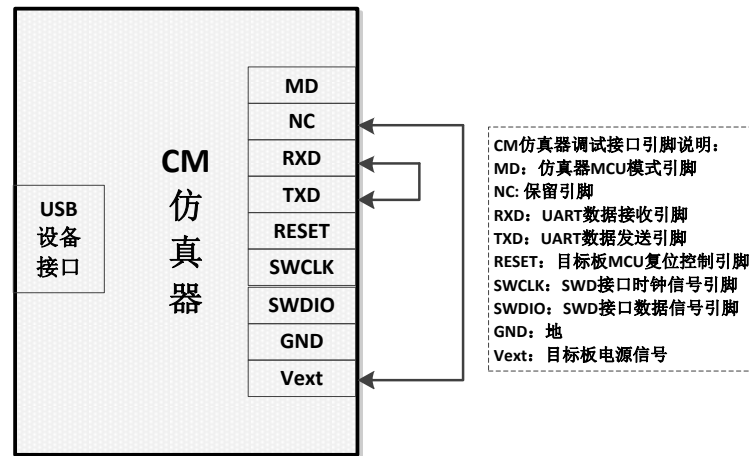 CM
仿
真
器
USB
设备
接口
MD
NC
RXD
TXD
RESET
SWCLK
SWDIO
GND
Vext
CM仿真器调试接口引脚说明：
MD：仿真器MCU模式引脚
NC: 保留引脚
RXD：UART数据接收引脚
TXD：UART数据发送引脚
RESET：目标板MCU复位控制引脚
SWCLK：SWD接口时钟信号引脚
SWDIO：SWD接口数据信号引脚
GND：地
Vext：目标板电源信号